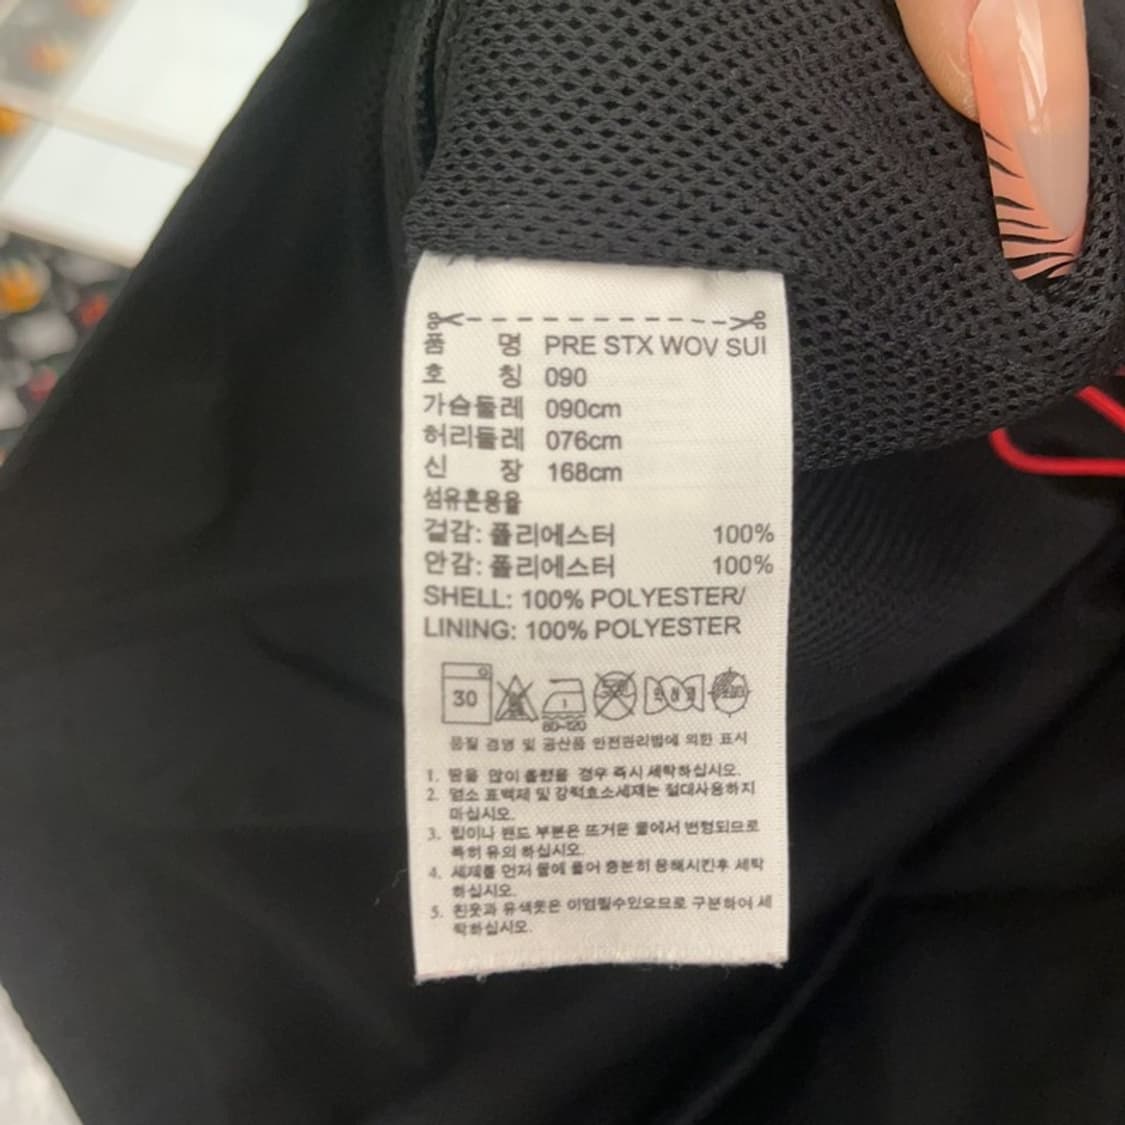 품 명 PRE STX WOV SUI
호 칭 090
가슴둘레 090cm
허리둘레 076cm
신 장 168cm
섬유혼용율
겉감: 폴리에스터 100%
안감: 폴리에스터 100%
SHELL: 100% POLYESTER/
LINING: 100% POLYESTER
30 1 80~120
품질 경영 및 공산품 안전관리법에 의한 표시
1. 땀을 많이 흘렸을 경우 즉시 세탁하십시오.
2. 염소 표백제 및 강력효소세제는 절대사용하지
마십시오.
3. 립이나 밴드 부분은 뜨거운 물에서 변형되므로
특히 유의 하십시오.
4. 세제를 먼저 물에 풀어 충분히 용해시킨후 세탁
하십시오.
5. 흰옷과 유색옷은 이염될수있으므로 구분하여 세
탁하십시오.